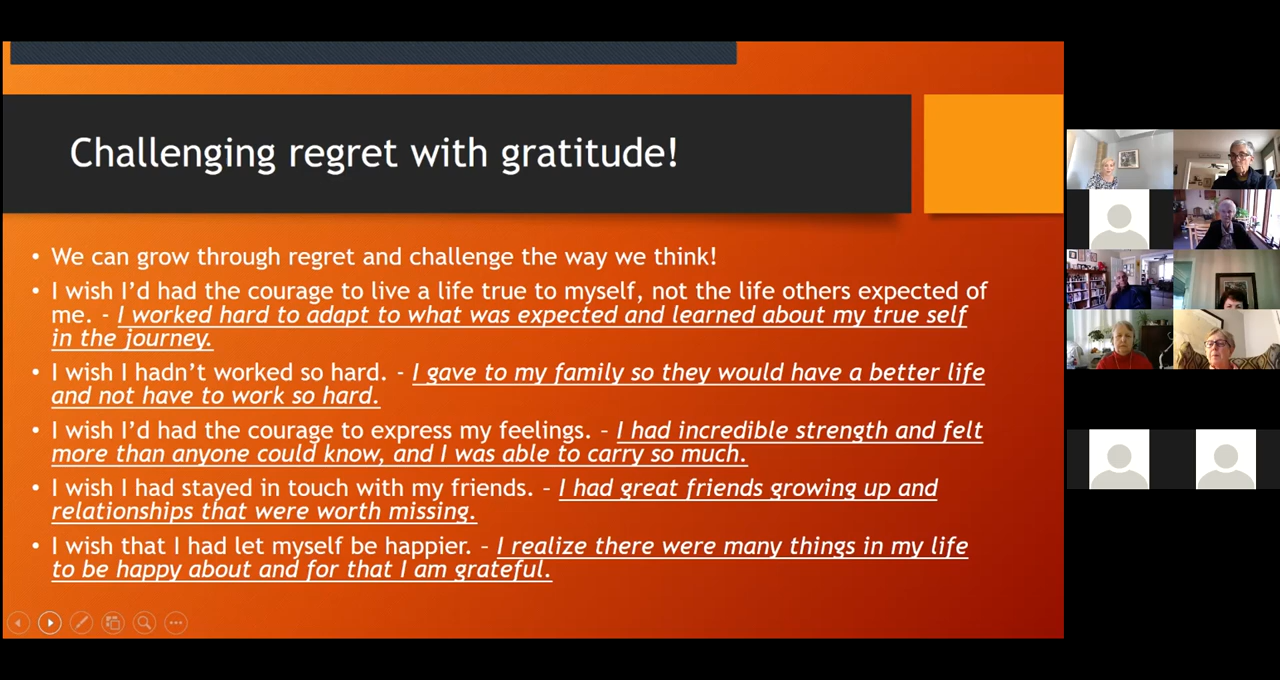 Challenging regret with gratitude!
• We can grow through regret and challenge the way we think!
• I wish I’d had the courage to live a life true to myself, not the life others expected of
me. - I worked hard to adapt to what was expected and learned about my true self
in the journey.
• I wish I hadn’t worked so hard. - I gave to my family so they would have a better life
and not have to work so hard.
• I wish I’d had the courage to express my feelings. – I had incredible strength and felt
more than anyone could know, and I was able to carry so much.
• I wish I had stayed in touch with my friends. – I had great friends growing up and
relationships that were worth missing.
• I wish that I had let myself be happier. – I realize there were many things in my life
to be happy about and for that I am grateful.